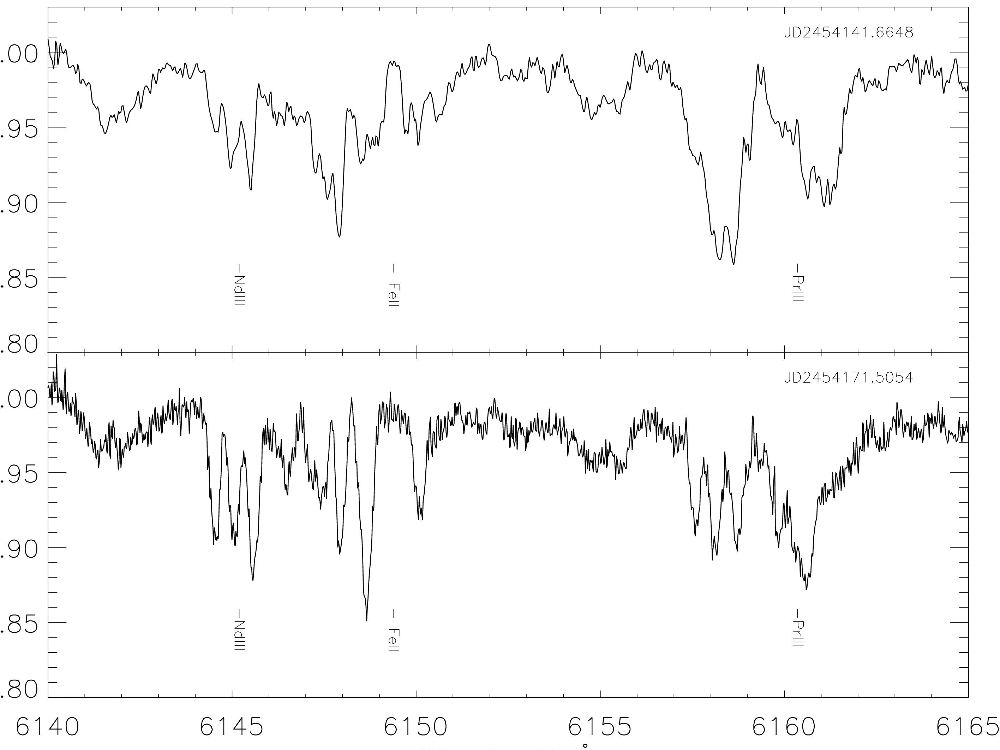 JD2454141.6648
.00
.95
.90
.85
.80
NdIII
FeII
PrIII
JD2454171.5054
.00
.95
.90
.85
.80
NdIII
FeII
PrIII
6140 6145 6150 6155 6160 6165